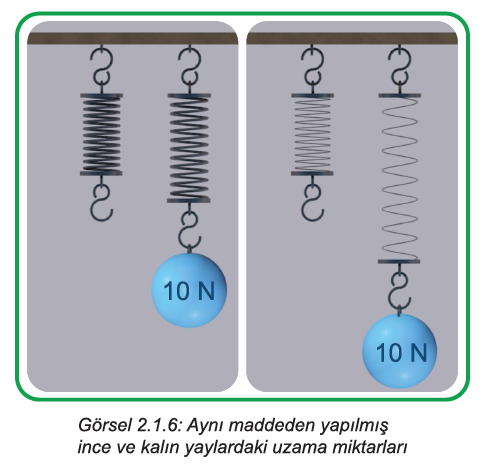 10 N
10 N
Görsel 2.1.6: Aynı maddeden yapılmış
ince ve kalın yaylardaki uzama miktarları